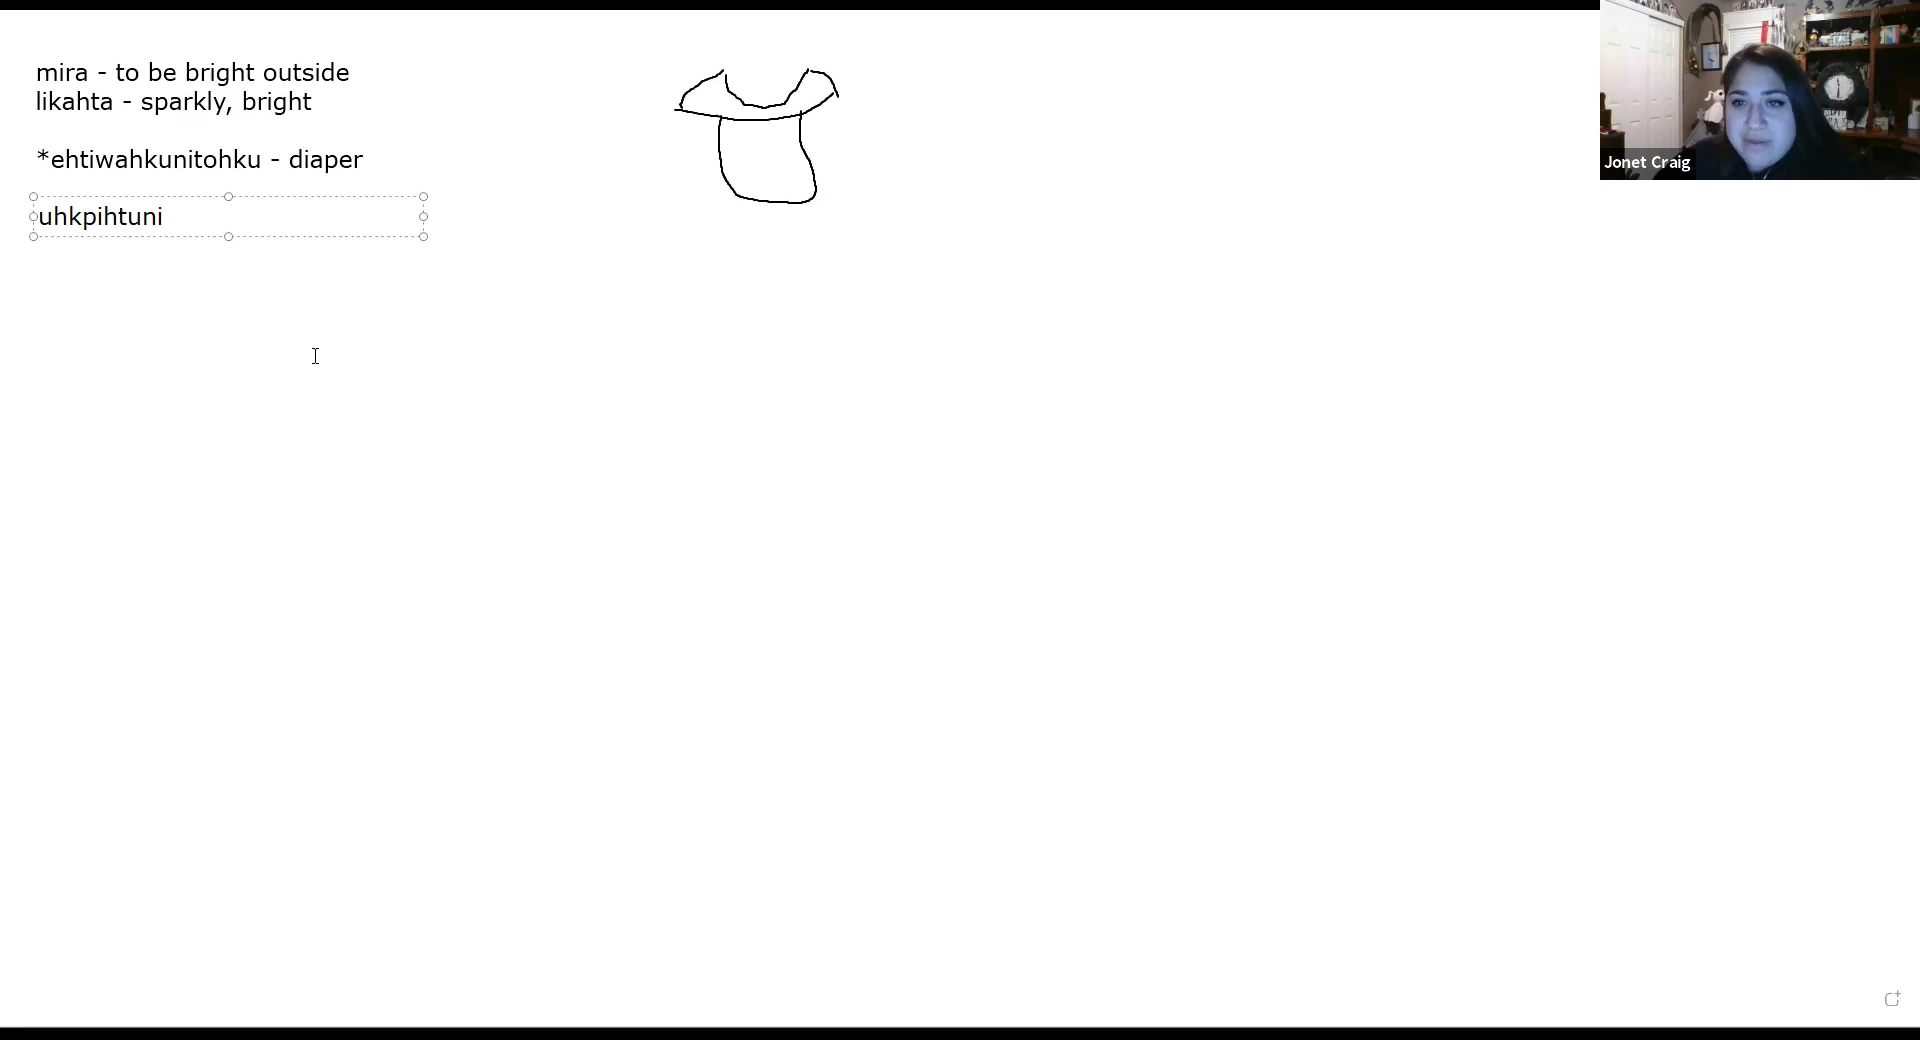 mira - to be bright outside
likahta - sparkly, bright
*ehtiwahkunitohku - diaper
uhkpihtuni
Jonet Craig